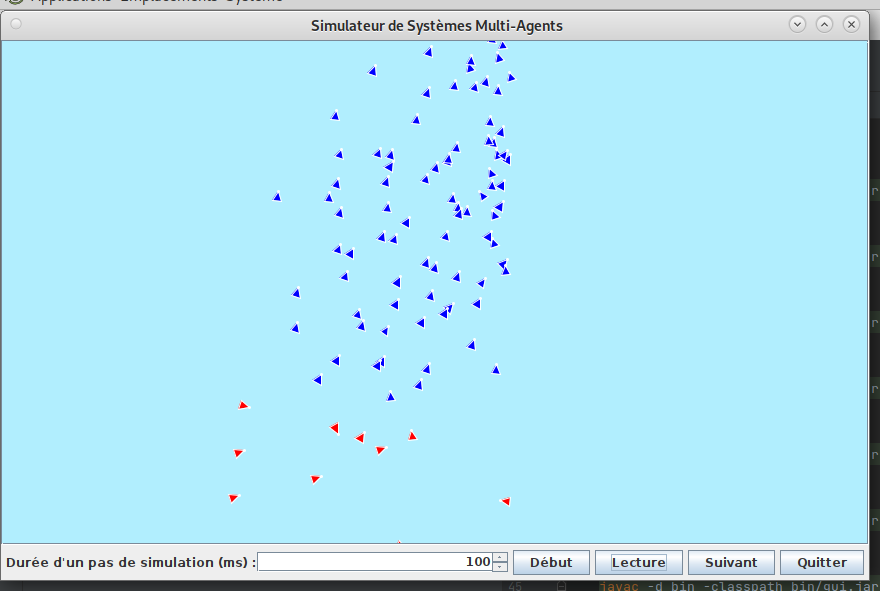 Applications Emplacements Système
Simulateur de Systèmes Multi-Agents
Durée d'un pas de simulation (ms) : 100 Début Lecture Suivant Quitter
45 javac -d bin -classpath bin/gui.jar